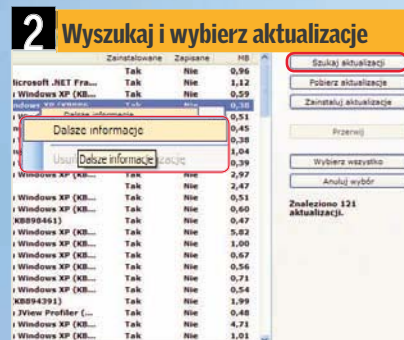 2 Wyszukaj i wybierz aktualizacje
Zainstalowane Zapisane MB
Tak Nie 0,96
licrosoft .NET Fra... Tak Nie 1,12
Windows XP (KB... Tak Nie 0,59
Tak Nie 0,38
0,51
Dalsze informacje 0,45
0,38
1,04
Dalsze informacje 0,39
Windows XP (KB... Tak Nie 2,97
Tak Nie 2,47
Windows XP (KB... Tak Nie 0,51
Windows XP (KB... Tak Nie 0,60
KB898461) Tak Nie 0,47
Windows XP (KB... Tak Nie 5,82
Windows XP (KB... Tak Nie 1,00
Windows XP (KB... Tak Nie 0,67
Windows XP (KB... Tak Nie 0,56
Windows XP (KB... Tak Nie 0,71
Windows XP (KB... Tak Nie 0,54
KB894391) Tak Nie 1,99
JView Profiler (... Tak Nie 0,48
Windows XP (KB... Tak Nie 4,71
Windows XP (KB... Tak Nie 1,01
Szukaj aktualizacji
Pobierz aktualizacje
Zainstaluj aktualizacje
Przerwij
Wybierz wszystko
Anuluj wybór
Znaleziono 121
aktualizacji.